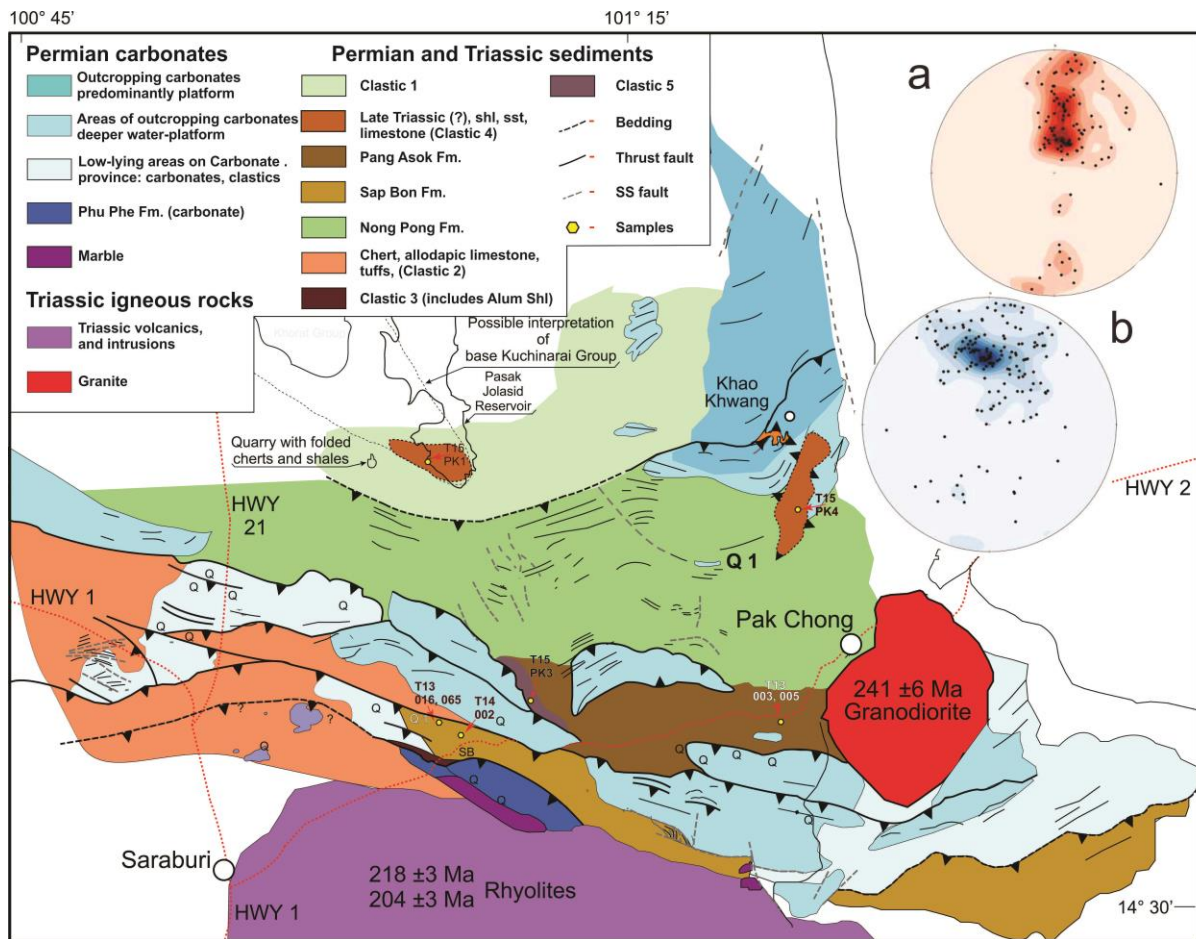 100° 45'
101° 15'
Permian carbonates
Outcropping carbonates
predominantly platform
Areas of outcropping carbonates
deeper water-platform
Low-lying areas on Carbonate .
province: carbonates, clastics
Phu Phe Fm. (carbonate)
Marble
Triassic igneous rocks
Triassic volcanics,
and intrusions
Granite
Permian and Triassic sediments
Clastic 1
Late Triassic (?), shl, sst,
limestone (Clastic 4)
Pang Asok Fm.
Sap Bon Fm.
Nong Pong Fm.
Chert, allodapic limestone,
tuffs, (Clastic 2)
Clastic 3 (includes Alum Shl)
Clastic 5
Bedding
Thrust fault
SS fault
Samples
a
b
Khorat Group
Possible interpretation
of
base Kuchinarai Group
Pasak
Jolasid
Reservoir
Quarry with folded
cherts and shales
T15
PK1
Khao
Khwang
T15
PK4
HWY 2
HWY
21
Q 1
HWY 1
Q
Q
Q
Q
Q
Q
Pak Chong
T15
PK3
T13
016, 065
T14
002
T13
003, 005
241 ±6 Ma
Granodiorite
Q 1
Q
SB
?
?
Q
Q
Q
Q
Q
Q
Q
Q
Saraburi
218 ±3 Ma
204 ±3 Ma
Rhyolites
HWY 1
14° 30'